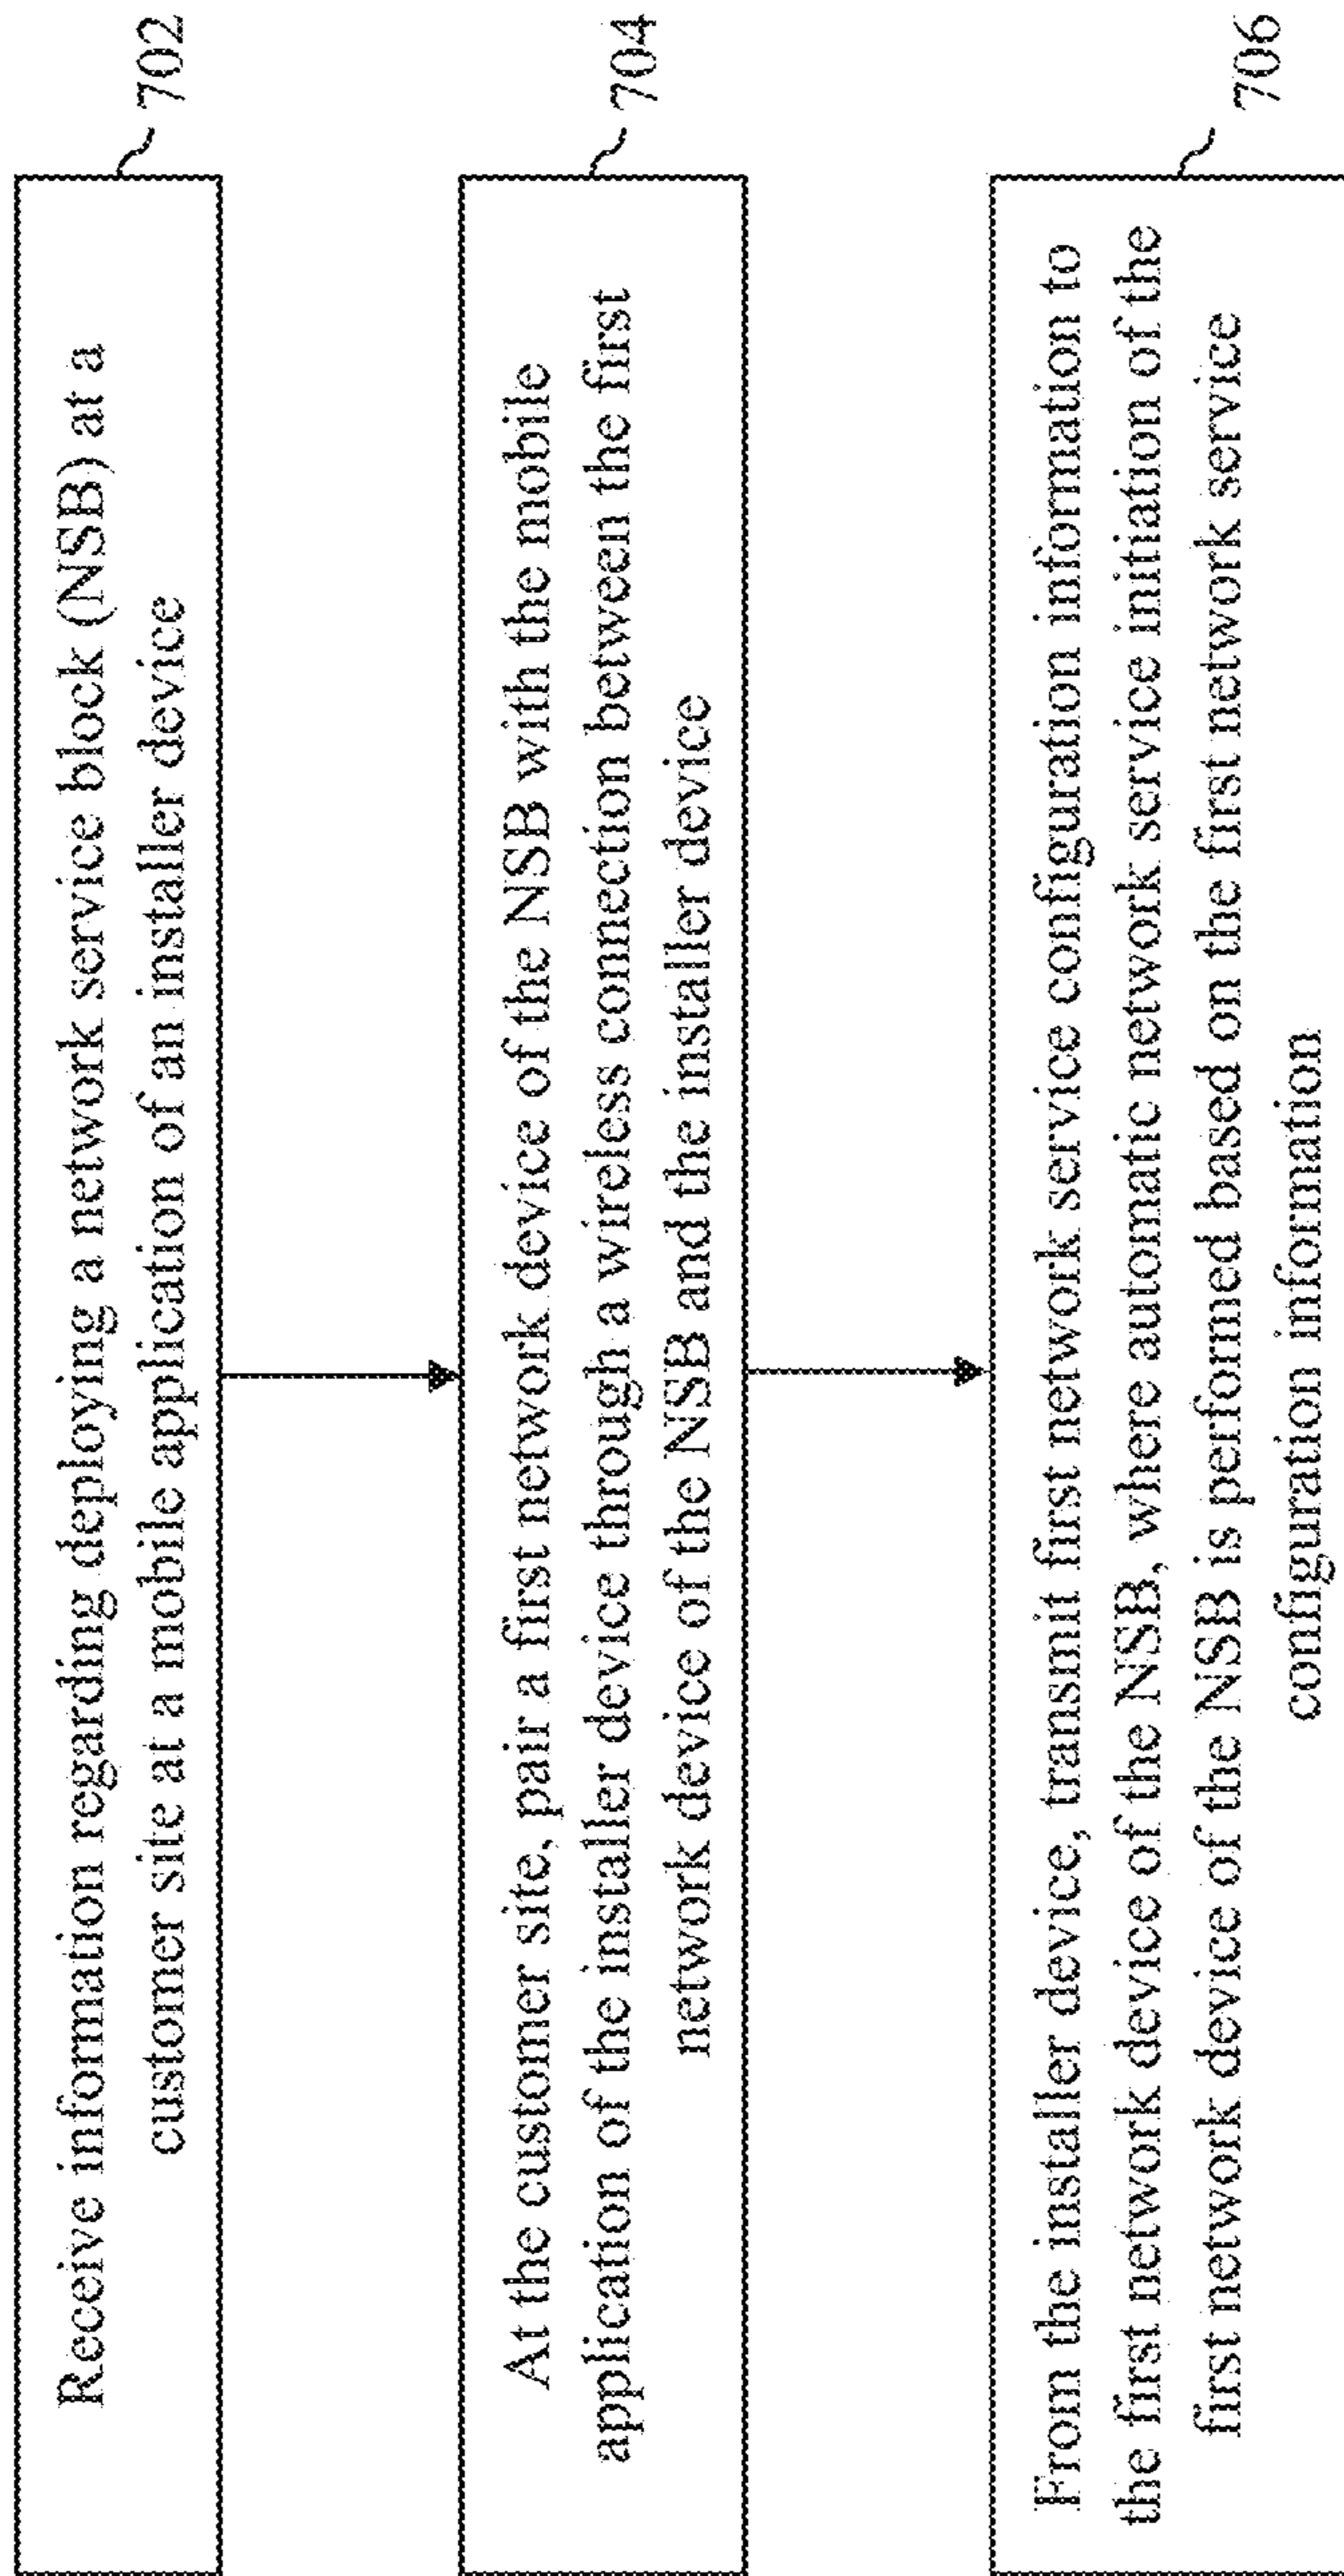 Receive information regarding deploying a network service block (NSB) at a
customer site at a mobile application of an installer device
702
At the customer site, pair a first network device of the NSB with the mobile
application of the installer device through a wireless connection between the first
network device of the NSB and the installer device
704
From the installer device, transmit first network service configuration information to
the first network device of the NSB, where automatic network service initiation of the
first network device of the NSB is performed based on the first network service
configuration information
706